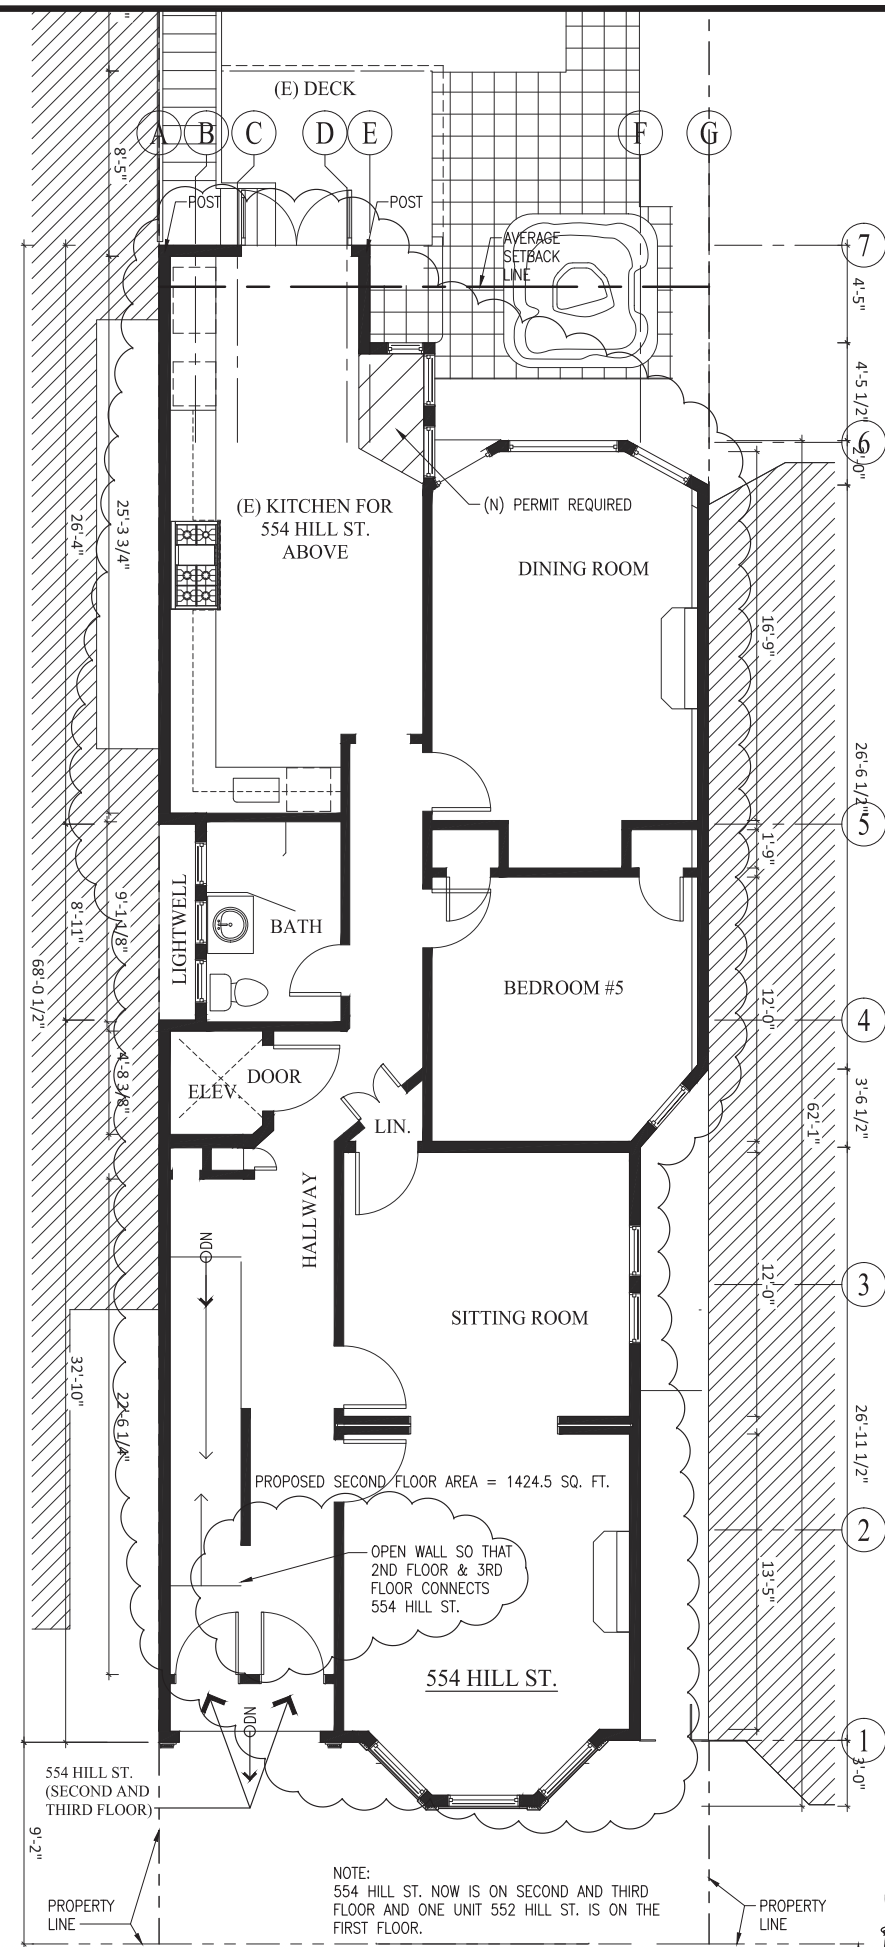 (E) DECK
A
B
C
D
E
F
G
8'-5"
POST
POST
AVERAGE
SETBACK
LINE
7
4'-5"
4'-5 1/2"
6
2'-0"
(E) KITCHEN FOR
554 HILL ST.
ABOVE
(N) PERMIT REQUIRED
25'-3 3/4"
26'-4"
DINING ROOM
16'-9"
26'-6 1/2"
5
1'-9"
LIGHTWELL
9'-1 1/8"
8'-11"
68'-0 1/2"
BATH
BEDROOM #5
12'-0"
4
4'-8 3/8"
ELEV.
DOOR
LIN.
3'-6 1/2"
62'-1"
HALLWAY
DN
12'-0"
3
SITTING ROOM
32'-10"
22'-6 1/4"
26'-11 1/2"
PROPOSED SECOND FLOOR AREA = 1424.5 SQ. FT.
2
13'-5"
OPEN WALL SO THAT
2ND FLOOR & 3RD
FLOOR CONNECTS
554 HILL ST.
554 HILL ST.
DN
1
3'-0"
554 HILL ST.
(SECOND AND
THIRD FLOOR)
9'-2"
NOTE:
554 HILL ST. NOW IS ON SECOND AND THIRD
FLOOR AND ONE UNIT 552 HILL ST. IS ON THE
FIRST FLOOR.
PROPERTY
LINE
PROPERTY
LINE